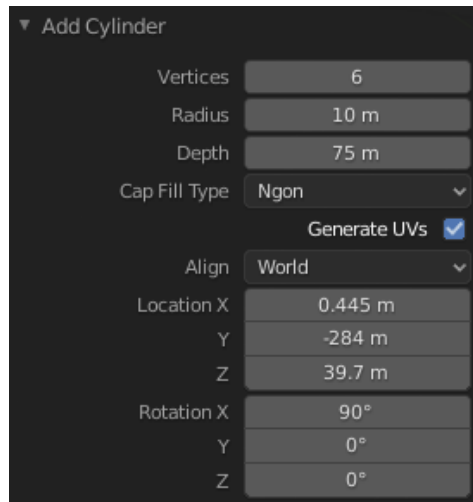 Add Cylinder
Vertices 6
Radius 10 m
Depth 75 m
Cap Fill Type Ngon
Generate UVs
Align World
Location X 0.445 m
Y -284 m
Z 39.7 m
Rotation X 90°
Y 0°
Z 0°